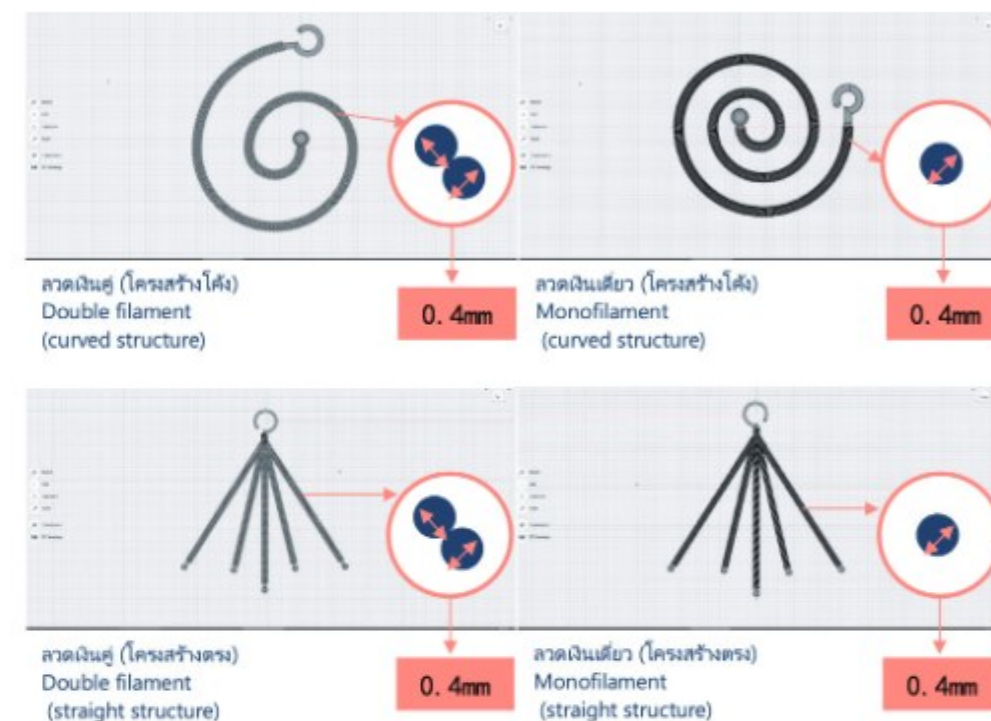 ลวดเงินคู่ (โครงสร้างโค้ง)
Double filament
(curved structure)
0.4mm
ลวดเงินเดี่ยว (โครงสร้างโค้ง)
Monofilament
(curved structure)
0.4mm
ลวดเงินคู่ (โครงสร้างตรง)
Double filament
(straight structure)
0.4mm
ลวดเงินเดี่ยว (โครงสร้างตรง)
Monofilament
(straight structure)
0.4mm